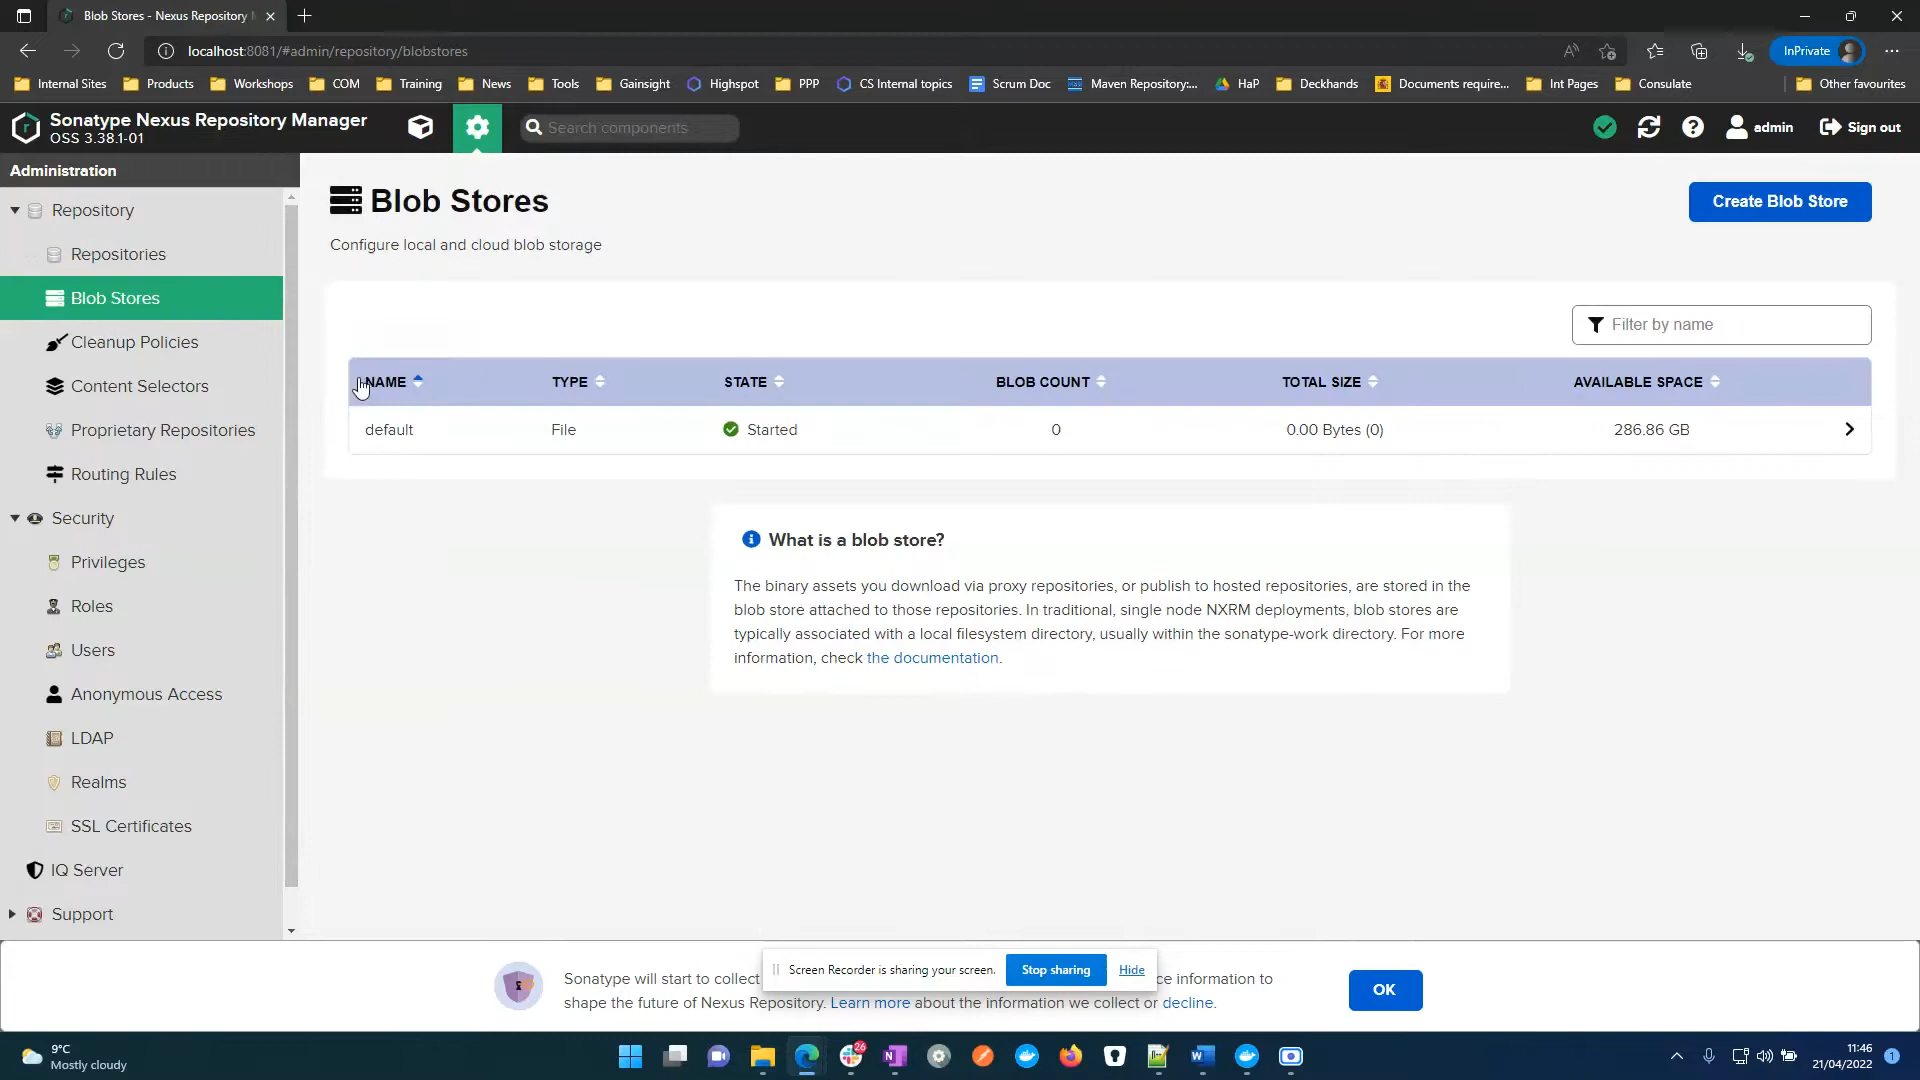 Blob Stores - Nexus Repository
localhost:8081/#admin/repository/blobstores
InPrivate
Internal Sites
Products
Workshops
COM
Training
News
Tools
Gainsight
Highspot
PPP
CS Internal topics
Scrum Doc
Maven Repository:...
HaP
Deckhands
Documents require...
Int Pages
Consulate
Other favourites
Sonatype Nexus Repository Manager
OSS 3.38.1-01
Search components
admin
Sign out
Administration
Repository
Repositories
Blob Stores
Cleanup Policies
Content Selectors
Proprietary Repositories
Routing Rules
Security
Privileges
Roles
Users
Anonymous Access
LDAP
Realms
SSL Certificates
IQ Server
Support
Blob Stores
Create Blob Store
Configure local and cloud blob storage
Filter by name
NAME TYPE STATE BLOB COUNT TOTAL SIZE AVAILABLE SPACE
default File Started 0 0.00 Bytes (0) 286.86 GB
What is a blob store?
The binary assets you download via proxy repositories, or publish to hosted repositories, are stored in the
blob store attached to those repositories. In traditional, single node NXRM deployments, blob stores are
typically associated with a local filesystem directory, usually within the sonatype-work directory. For more
information, check the documentation.
Sonatype will start to collect
ce information to
shape the future of Nexus Repository. Learn more about the information we collect or decline.
Screen Recorder is sharing your screen.
Stop sharing
Hide
OK
9°C
Mostly cloudy
26
11:46
21/04/2022
1